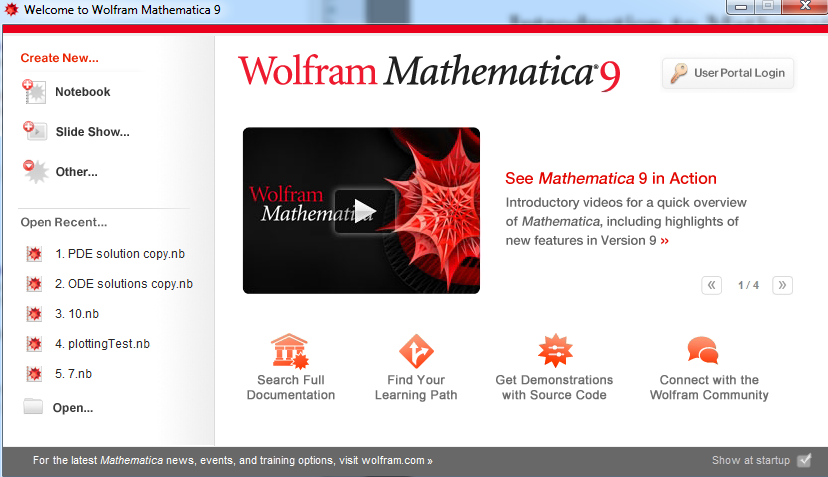 Welcome to Wolfram Mathematica 9
Create New...
Notebook
Slide Show...
Other...
Open Recent...
1. PDE solution copy.nb
2. ODE solutions copy.nb
3. 10.nb
4. plottingTest.nb
5. 7.nb
Open...
Wolfram Mathematica® 9
User Portal Login
Wolfram
Mathematica
See Mathematica 9 in Action
Introductory videos for a quick overview
of Mathematica, including highlights of
new features in Version 9 »
« 1 / 4 »
Search Full
Documentation
Find Your
Learning Path
Get Demonstrations
with Source Code
Connect with the
Wolfram Community
For the latest Mathematica news, events, and training options, visit wolfram.com »
Show at startup